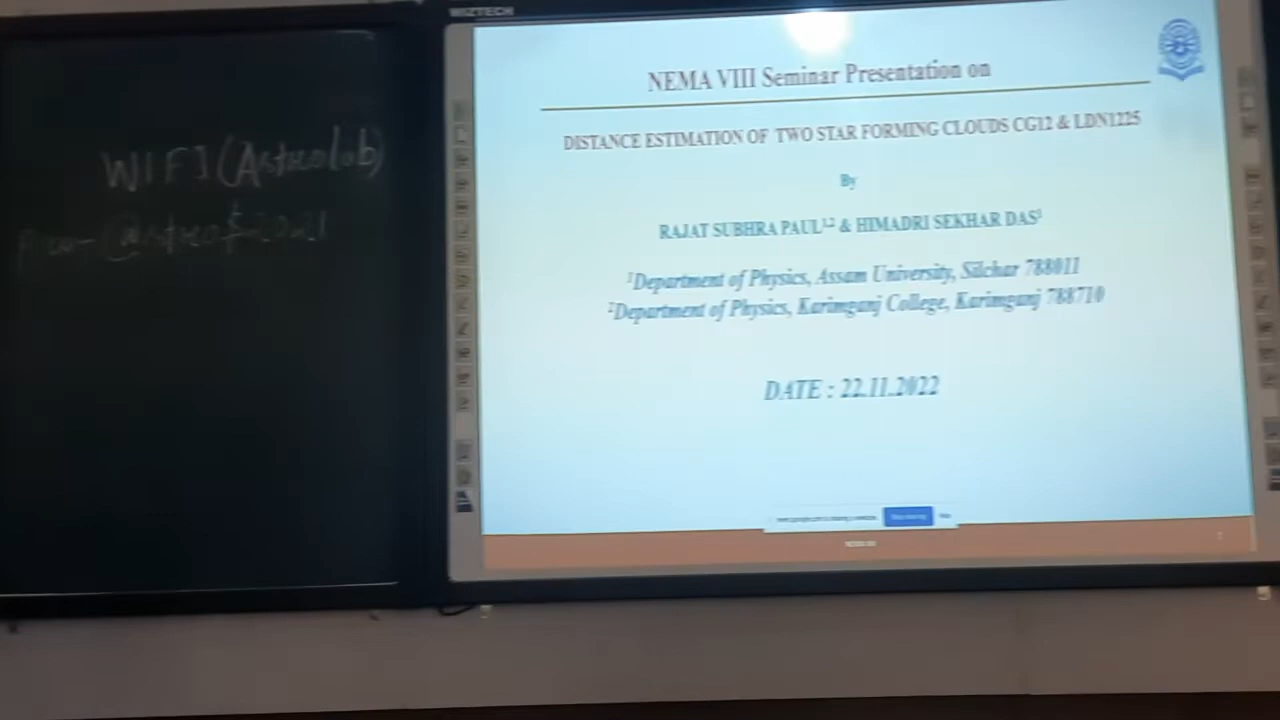 WIZTECH
WIFI (Astrolab)
NEMA VIII Seminar Presentation on
DISTANCE ESTIMATION OF TWO STAR FORMING CLOUDS CG12 & LDN1225
By
RAJAT SUBHRA PAUL1,2 & HIMADRI SEKHAR DAS1
1Department of Physics, Assam University, Silchar 788011
2Department of Physics, Karimganj College, Karimganj 788710
DATE : 22.11.2022